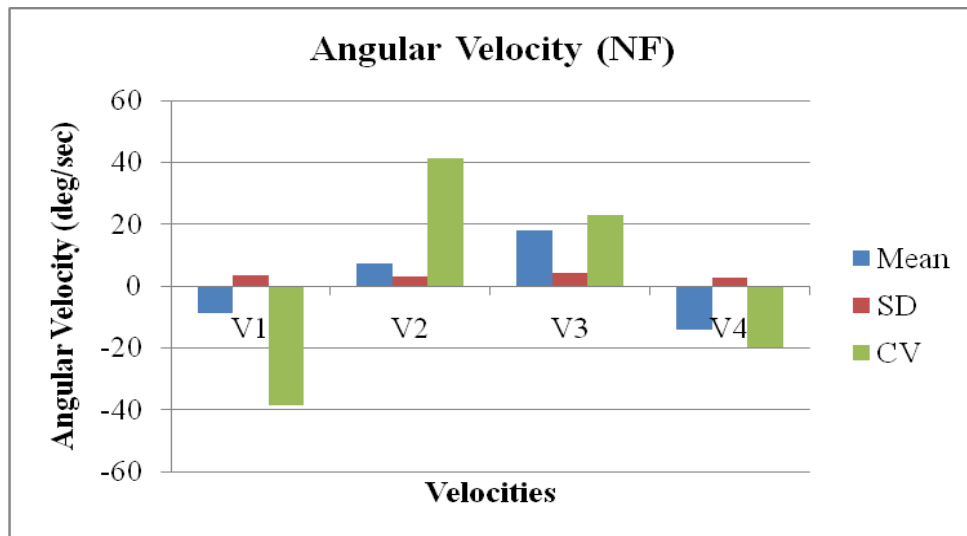 Angular Velocity (NF)
Angular Velocity (deg/sec)
60
40
20
0
-20
-40
-60
V1 V2 V3 V4
Velocities
Mean
SD
CV